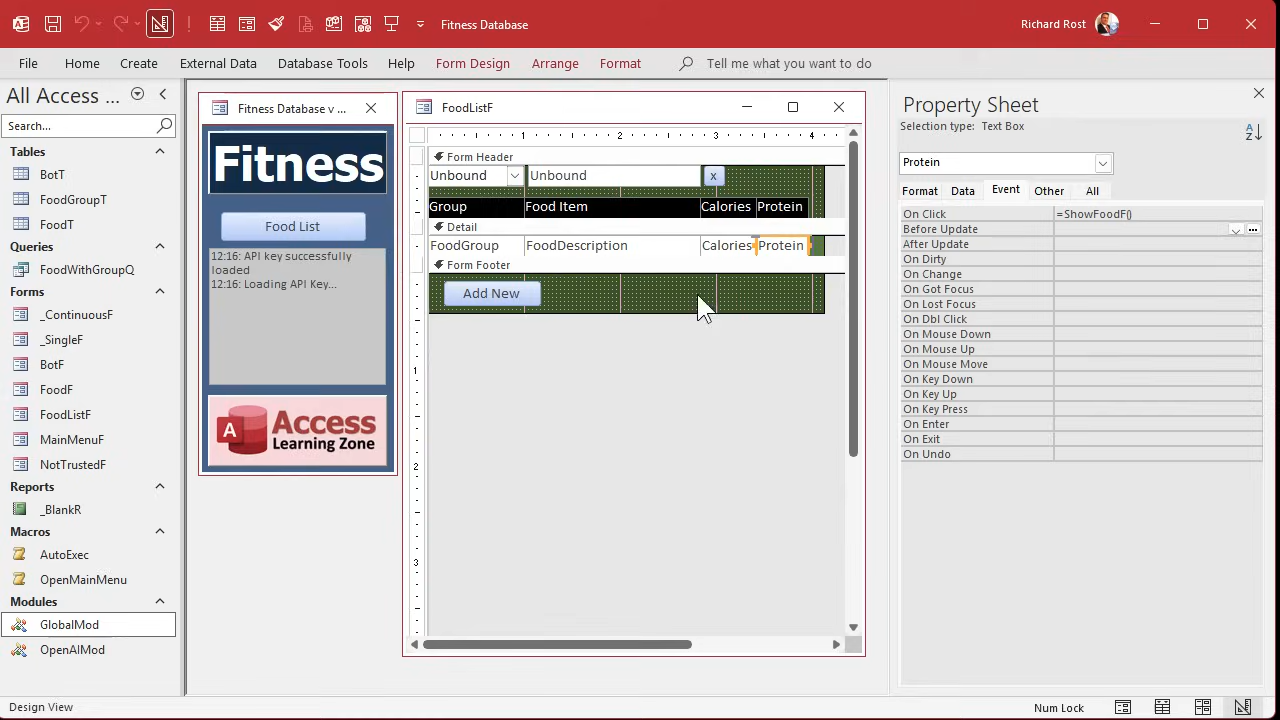 Fitness Database
Richard Rost
File
Home
Create
External Data
Database Tools
Help
Form Design
Arrange
Format
Tell me what you want to do
All Access ...
Search...
Tables
BotT
FoodGroupT
FoodT
Queries
FoodWithGroupQ
Forms
_ContinuousF
_SingleF
BotF
FoodF
FoodListF
MainMenuF
NotTrustedF
Reports
_BlankR
Macros
AutoExec
OpenMainMenu
Modules
GlobalMod
OpenAIMod
Fitness Database v ...
Fitness
Food List
12:16: API key successfully
loaded
12:16: Loading API Key...
A Access
Learning Zone
FoodListF
1 2 3 4
Form Header
Unbound Unbound x
Group Food Item Calories Protein
Detail
FoodGroup FoodDescription Calories Protein
Form Footer
Add New
1
2
3
Property Sheet
Selection type: Text Box
Protein
Format Data Event Other All
On Click =ShowFoodF()
Before Update
After Update
On Dirty
On Change
On Got Focus
On Lost Focus
On Dbl Click
On Mouse Down
On Mouse Up
On Mouse Move
On Key Down
On Key Up
On Key Press
On Enter
On Exit
On Undo
Design View
Num Lock